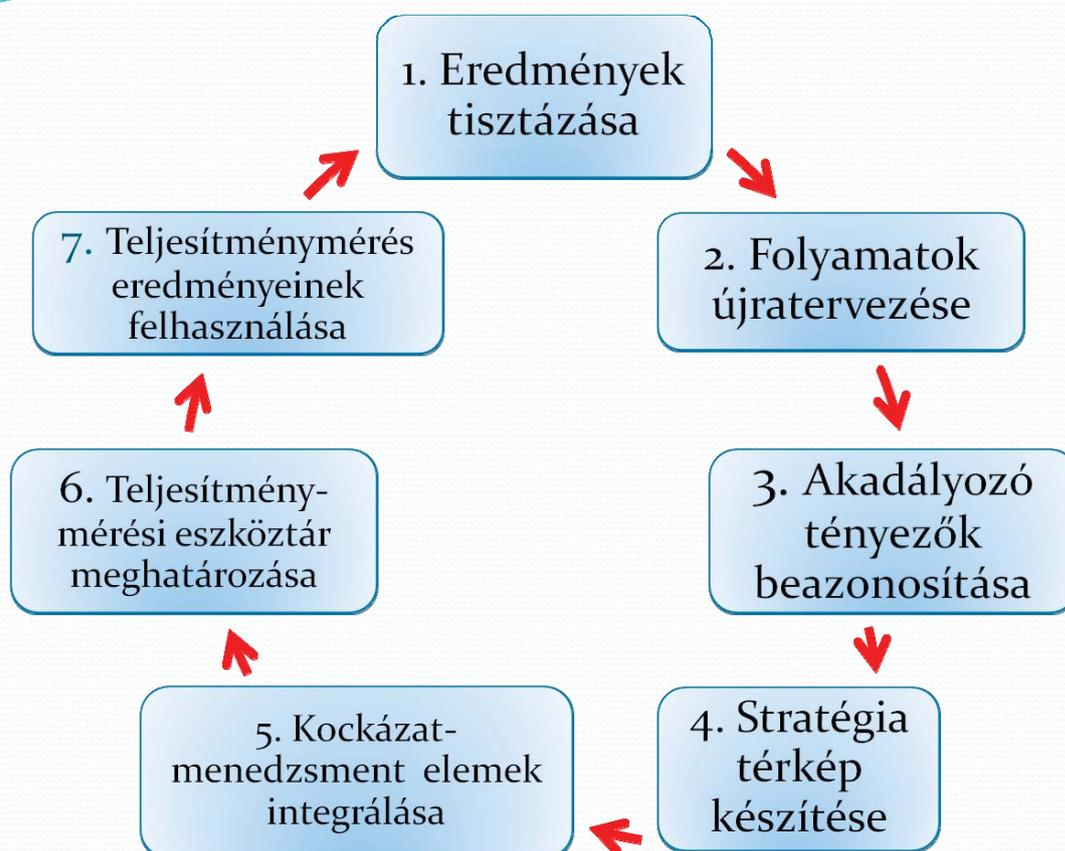 1. Eredmények
tisztázása
2. Folyamatok
újratervezése
3. Akadályozó
tényezők
beazonosítása
4. Stratégia
térkép
készítése
5. Kockázat-
menedzsment elemek
integrálása
6. Teljesítmény-
mérési eszköztár
meghatározása
7. Teljesítménymérés
eredményeinek
felhasználása